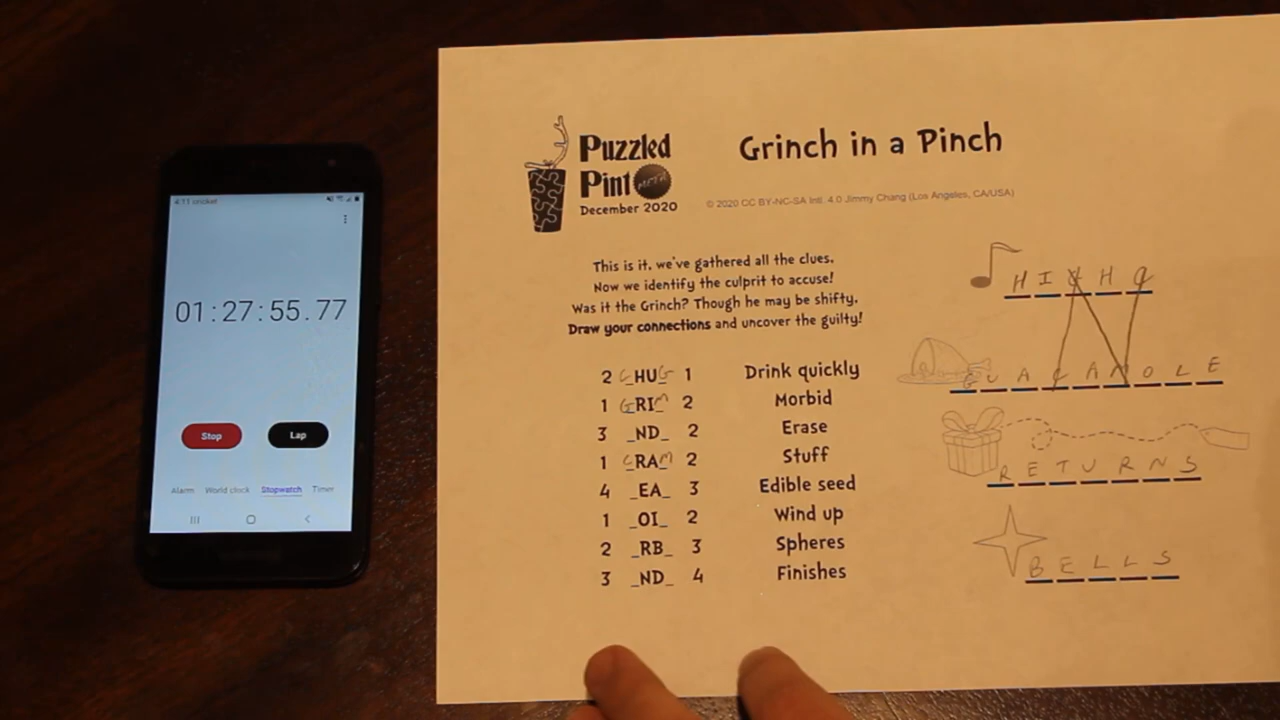 4:11 cricket
01:27:55.77
Stop
Lap
Alarm
World clock
Stopwatch
Timer
Puzzled
Pint
December 2020
Grinch in a Pinch
© 2020 CC BY-NC-SA Intl. 4.0 Jimmy Chang (Los Angeles, CA/USA)
This is it, we've gathered all the clues.
Now we identify the culprit to accuse!
Was it the Grinch? Though he may be shifty.
Draw your connections and uncover the guilty!
2 CHUG 1 Drink quickly
1 GRIM 2 Morbid
3 _ND_ 2 Erase
1 CRAM 2 Stuff
4 _EA_ 3 Edible seed
1 _OI_ 2 Wind up
2 _RB_ 3 Spheres
3 _ND_ 4 Finishes
GUACAMOLE
RETURNS
BELLS